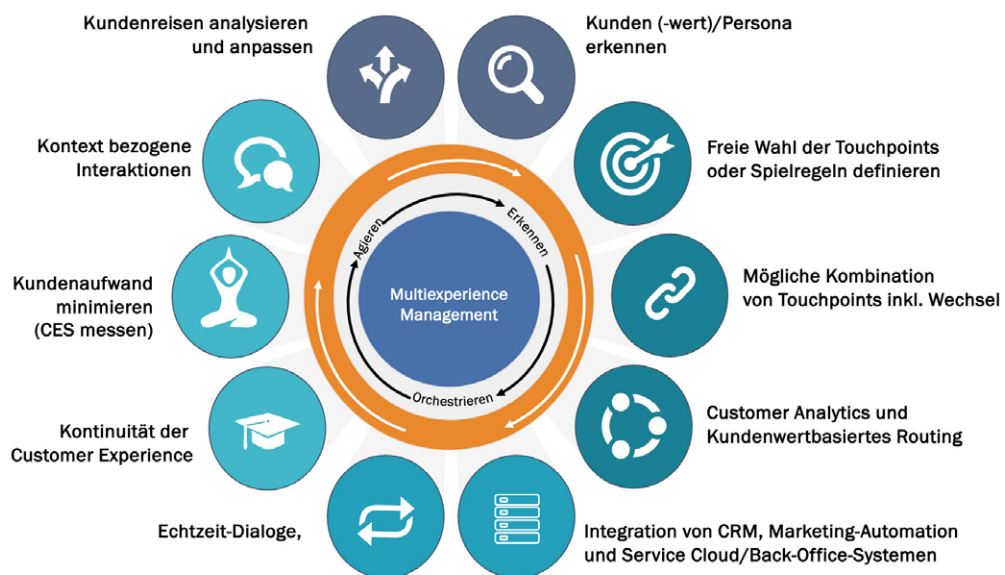 Kundenreisen analysieren
und anpassen
Kunden (-wert)/Persona
erkennen
Kontext bezogene
Interaktionen
Freie Wahl der Touchpoints
oder Spielregeln definieren
Agieren
Erkennen
Kundenaufwand
minimieren
(CES messen)
Multiexperience
Management
Mögliche Kombination
von Touchpoints inkl. Wechsel
Orchestrieren
Kontinuität der
Customer Experience
Customer Analytics und
Kundenwertbasiertes Routing
Echtzeit-Dialoge,
Integration von CRM, Marketing-Automation
und Service Cloud/Back-Office-Systemen